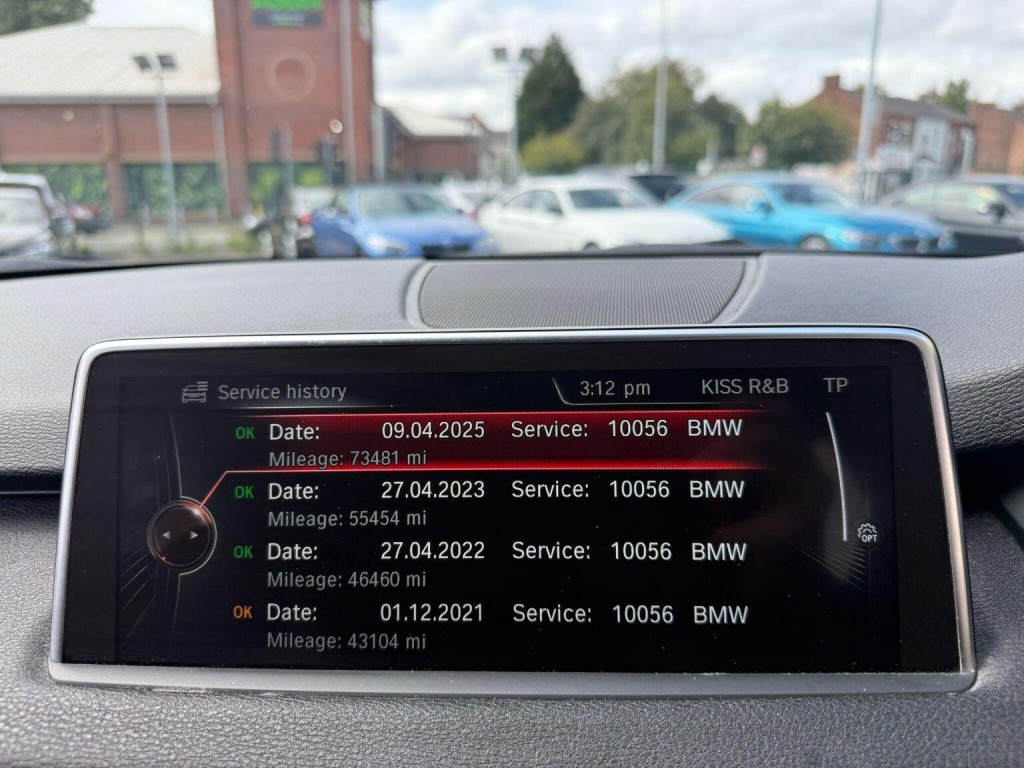 Service history 3:12 pm KISS R&B TP
OK Date: 09.04.2025 Service: 10056 BMW
Mileage: 73481 mi
OK Date: 27.04.2023 Service: 10056 BMW
Mileage: 55454 mi
OPT
OK Date: 27.04.2022 Service: 10056 BMW
Mileage: 46460 mi
OK Date: 01.12.2021 Service: 10056 BMW
Mileage: 43104 mi